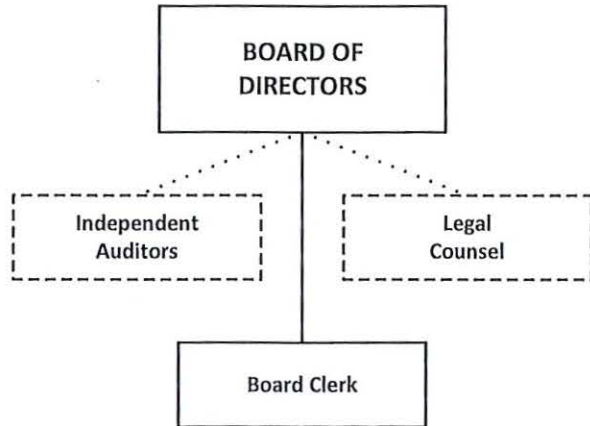 BOARD OF
DIRECTORS
Independent
Auditors
Legal
Counsel
Board Clerk